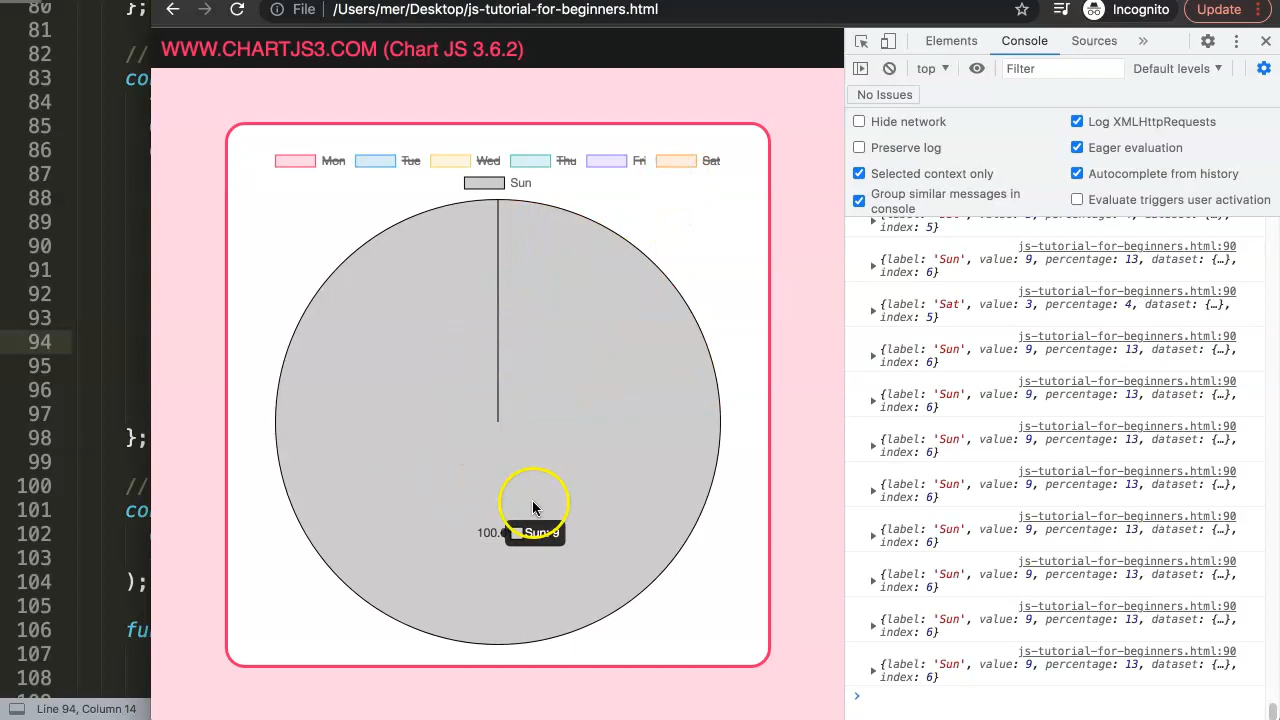 80 };
81
82 //
83 co
84
85
86
87
88
89
90
91
92
93
94
95
96
97
98 };
99
100 //
101 co
102
103
104 );
105
106 fu
107
108
Line 94, Column 14
File /Users/mer/Desktop/js-tutorial-for-beginners.html Incognito Update
WWW.CHARTJS3.COM (Chart JS 3.6.2)
Mon Tue Wed Thu Fri Sat
Sun
100. Sun: 9
Elements Console Sources »
top Filter Default levels
No Issues
Hide network Log XMLHttpRequests
Preserve log Eager evaluation
Selected context only Autocomplete from history
Group similar messages in
console Evaluate triggers user activation
index: 5}
js-tutorial-for-beginners.html:90
{label: 'Sun', value: 9, percentage: 13, dataset: {…},
index: 6}
js-tutorial-for-beginners.html:90
{label: 'Sat', value: 3, percentage: 4, dataset: {…},
index: 5}
js-tutorial-for-beginners.html:90
{label: 'Sun', value: 9, percentage: 13, dataset: {…},
index: 6}
js-tutorial-for-beginners.html:90
{label: 'Sun', value: 9, percentage: 13, dataset: {…},
index: 6}
js-tutorial-for-beginners.html:90
{label: 'Sun', value: 9, percentage: 13, dataset: {…},
index: 6}
js-tutorial-for-beginners.html:90
{label: 'Sun', value: 9, percentage: 13, dataset: {…},
index: 6}
js-tutorial-for-beginners.html:90
{label: 'Sun', value: 9, percentage: 13, dataset: {…},
index: 6}
js-tutorial-for-beginners.html:90
{label: 'Sun', value: 9, percentage: 13, dataset: {…},
index: 6}
js-tutorial-for-beginners.html:90
{label: 'Sun', value: 9, percentage: 13, dataset: {…},
index: 6}
js-tutorial-for-beginners.html:90
{label: 'Sun', value: 9, percentage: 13, dataset: {…},
index: 6}